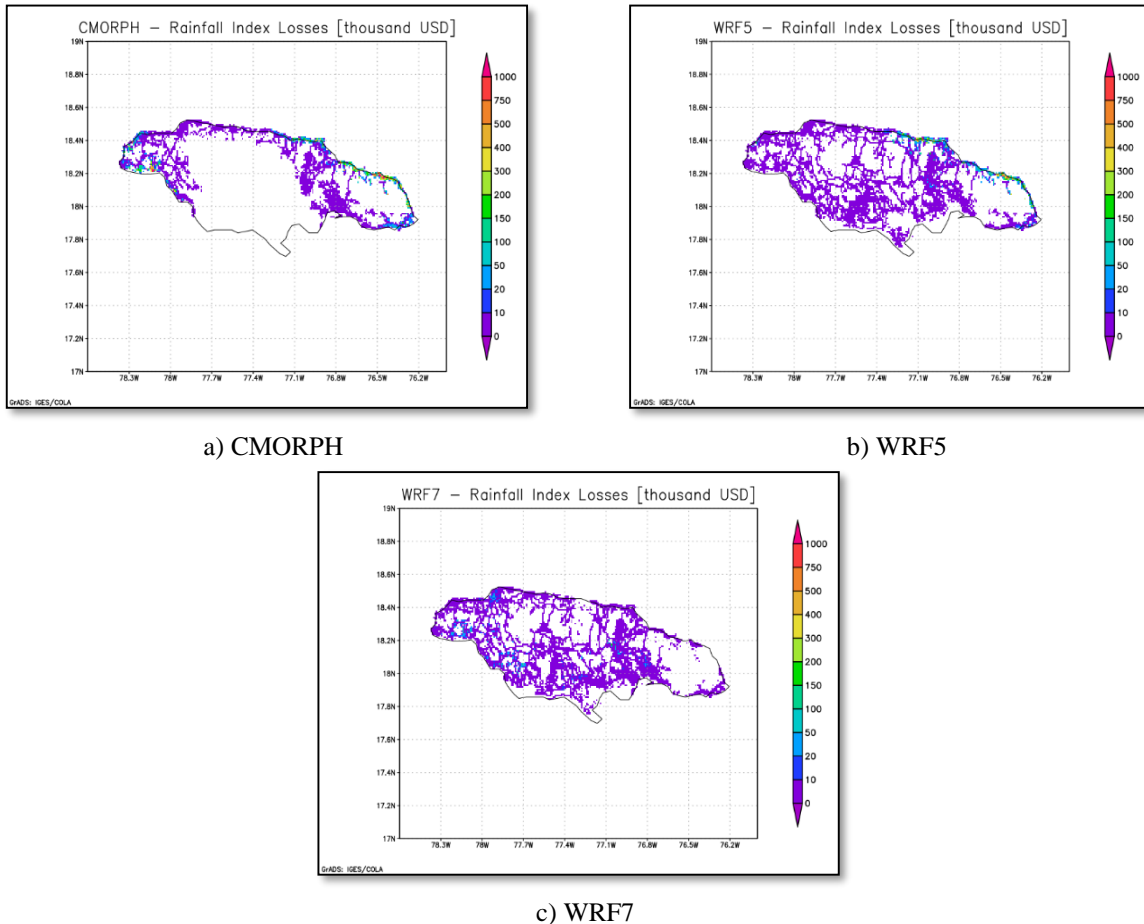 CMORPH – Rainfall Index Losses [thousand USD]
19N
18.8N
18.6N
18.4N
18.2N
18N
17.8N
17.6N
17.4N
17.2N
17N
78.3W 78W 77.7W 77.4W 77.1W 76.8W 76.5W 76.2W
1000
750
500
400
300
200
150
100
50
20
10
0
GrADS: IGES/COLA
a) CMORPH
WRF5 – Rainfall Index Losses [thousand USD]
19N
18.8N
18.6N
18.4N
18.2N
18N
17.8N
17.6N
17.4N
17.2N
17N
78.3W 78W 77.7W 77.4W 77.1W 76.8W 76.5W 76.2W
1000
750
500
400
300
200
150
100
50
20
10
0
GrADS: IGES/COLA
b) WRF5
WRF7 – Rainfall Index Losses [thousand USD]
19N
18.8N
18.6N
18.4N
18.2N
18N
17.8N
17.6N
17.4N
17.2N
17N
78.3W 78W 77.7W 77.4W 77.1W 76.8W 76.5W 76.2W
1000
750
500
400
300
200
150
100
50
20
10
0
GrADS: IGES/COLA
c) WRF7